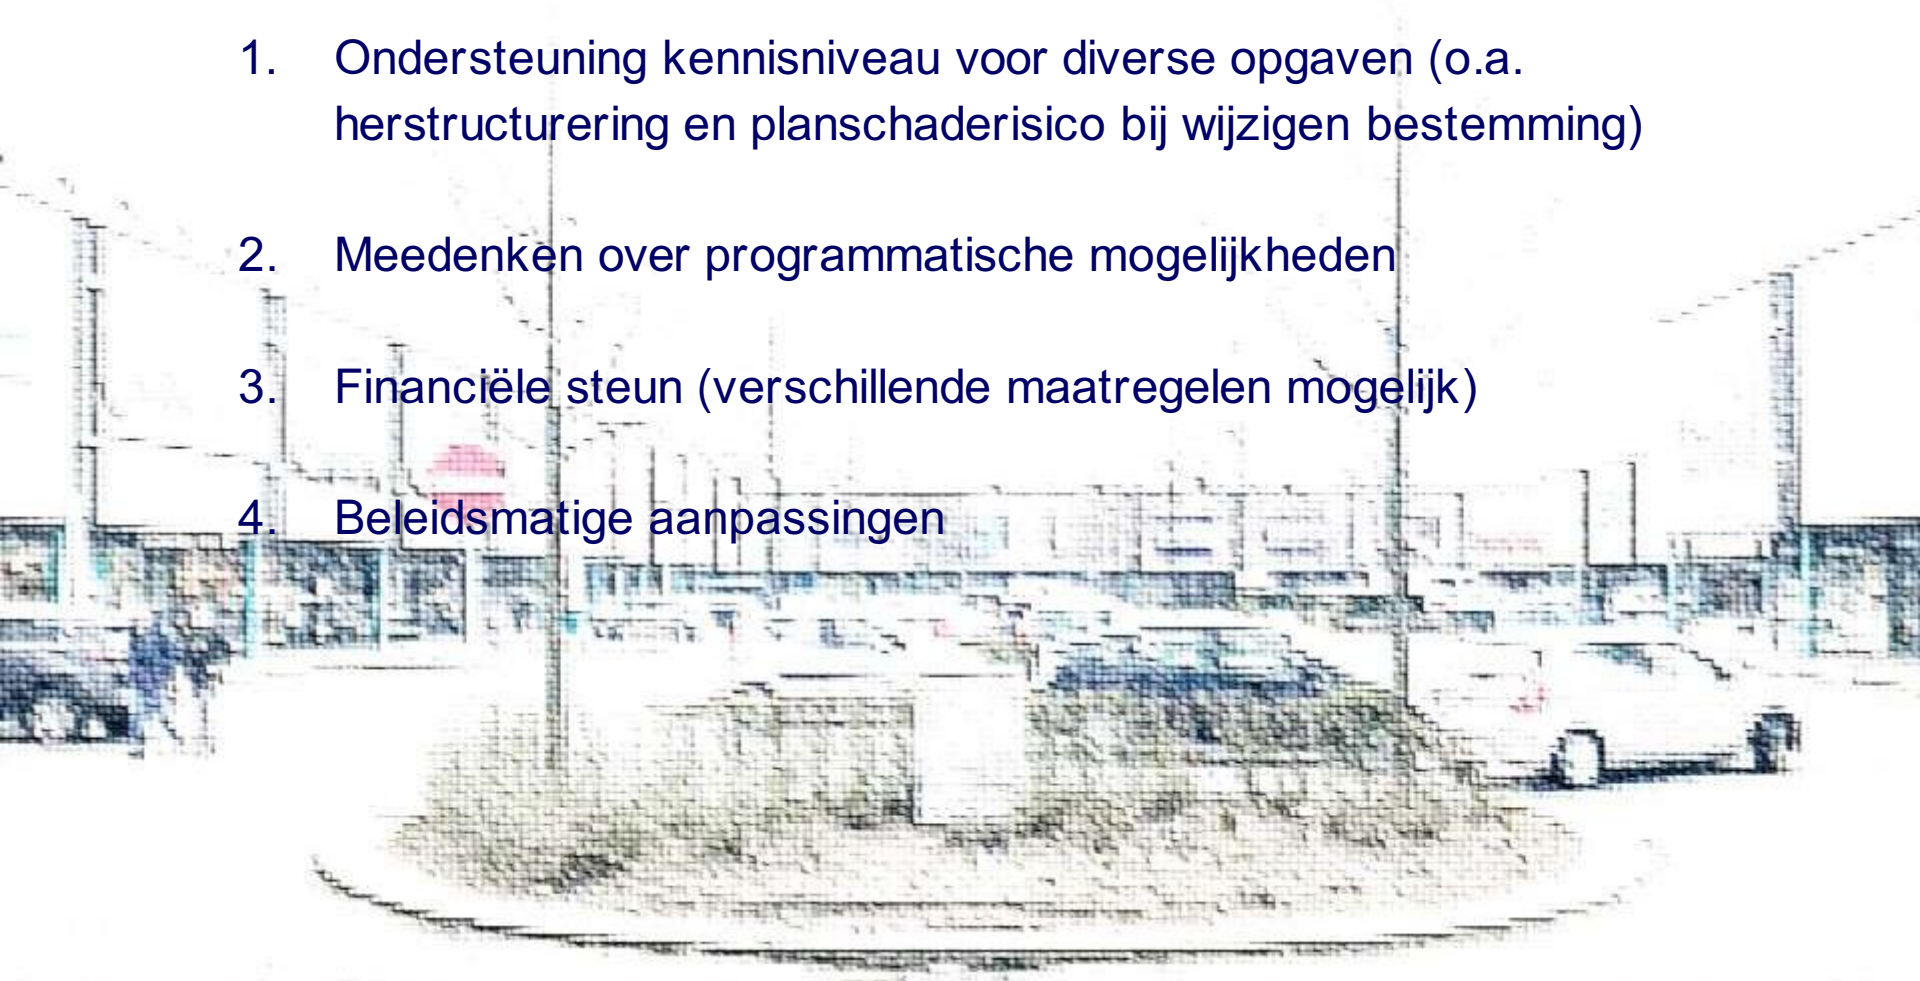 1. Ondersteuning kennisniveau voor diverse opgaven (o.a.
herstructurering en planschaderisico bij wijzigen bestemming)
2. Meedenken over programmatische mogelijkheden
3. Financiële steun (verschillende maatregelen mogelijk)
4. Beleidsmatige aanpassingen